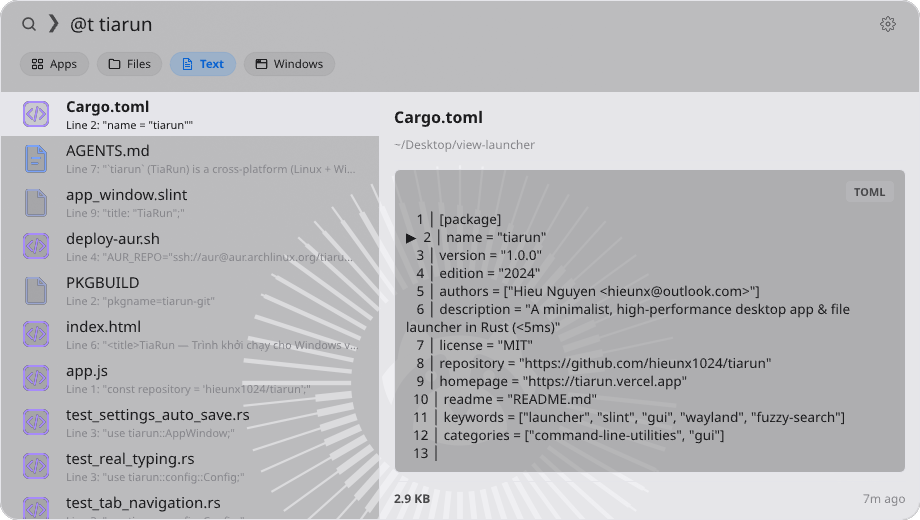 @t tiarun
Apps Files Text Windows
Cargo.toml
Line 2: "name = "tiarun""
AGENTS.md
Line 7: "`tiarun` (TiaRun) is a cross-platform (Linux + Wi...
app_window.slint
Line 9: "title: "TiaRun";"
deploy-aur.sh
Line 4: "AUR_REPO="ssh://aur@aur.archlinux.org/tiaru...
PKGBUILD
Line 2: "pkgname=tiarun-git"
index.html
Line 6: "<title>TiaRun — Trình khởi chạy cho Windows v...
app.js
Line 1: "const repository = 'hieunx1024/tiarun';"
test_settings_auto_save.rs
Line 3: "use tiarun::AppWindow;"
test_real_typing.rs
Line 3: "use tiarun::config::Config;"
test_tab_navigation.rs
Cargo.toml
~/Desktop/view-launcher
TOML
1 | [package]
▶ 2 | name = "tiarun"
3 | version = "1.0.0"
4 | edition = "2024"
5 | authors = ["Hieu Nguyen <hieunx@outlook.com>"]
6 | description = "A minimalist, high-performance desktop app & file
launcher in Rust (<5ms)"
7 | license = "MIT"
8 | repository = "https://github.com/hieunx1024/tiarun"
9 | homepage = "https://tiarun.vercel.app"
10 | readme = "README.md"
11 | keywords = ["launcher", "slint", "gui", "wayland", "fuzzy-search"]
12 | categories = ["command-line-utilities", "gui"]
13 |
2.9 KB
7m ago